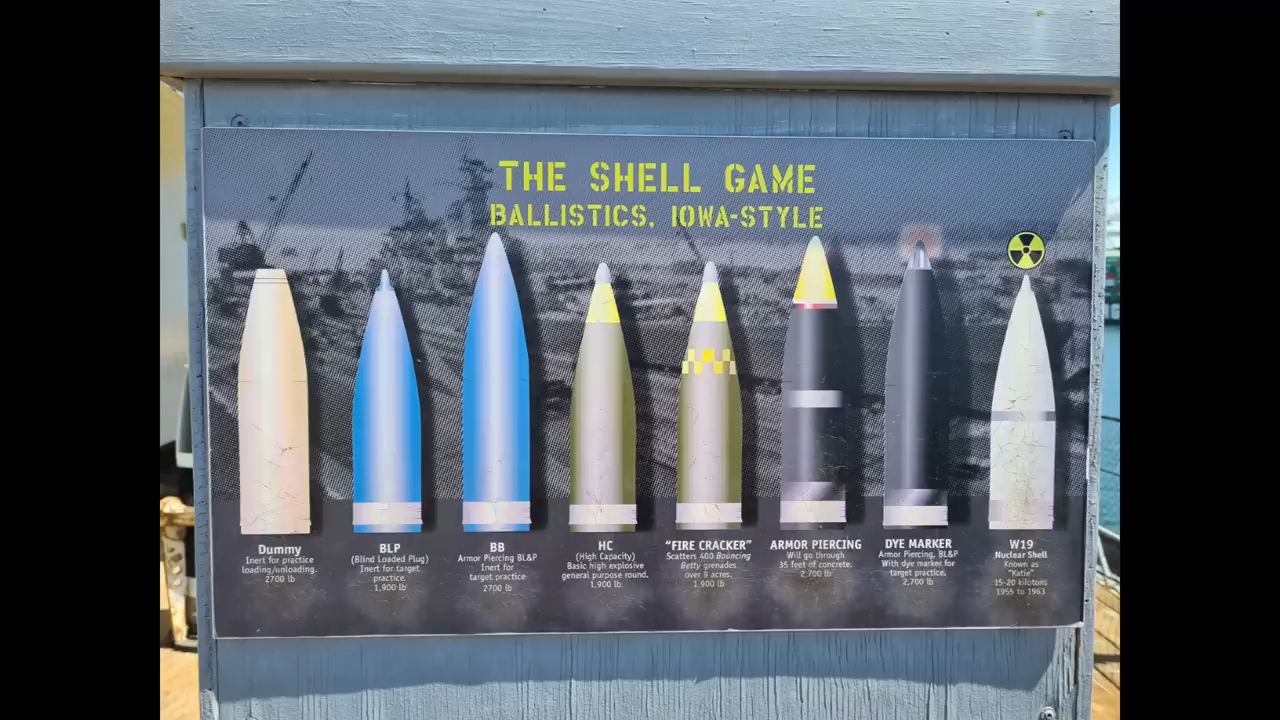 THE SHELL GAME
BALLISTICS, IOWA-STYLE
Dummy
Inert for practice
loading/unloading.
2700 lb
BLP
(Blind Loaded Plug)
Inert for target
practice.
1,900 lb
BB
Armor Piercing BL&P
Inert for
target practice
2700 lb
HC
(High Capacity)
Basic high explosive
general purpose round.
1,900 lb
"FIRE CRACKER"
Scatters 400 Bouncing
Betty grenades
over 9 acres.
1,900 lb
ARMOR PIERCING
Will go through
35 feet of concrete.
2,700 lb
DYE MARKER
Armor Piercing, BL&P
With dye marker for
target practice.
2,700 lb
W19
Nuclear Shell
Known as
"Katie"
15-20 kilotons
1955 to 1963